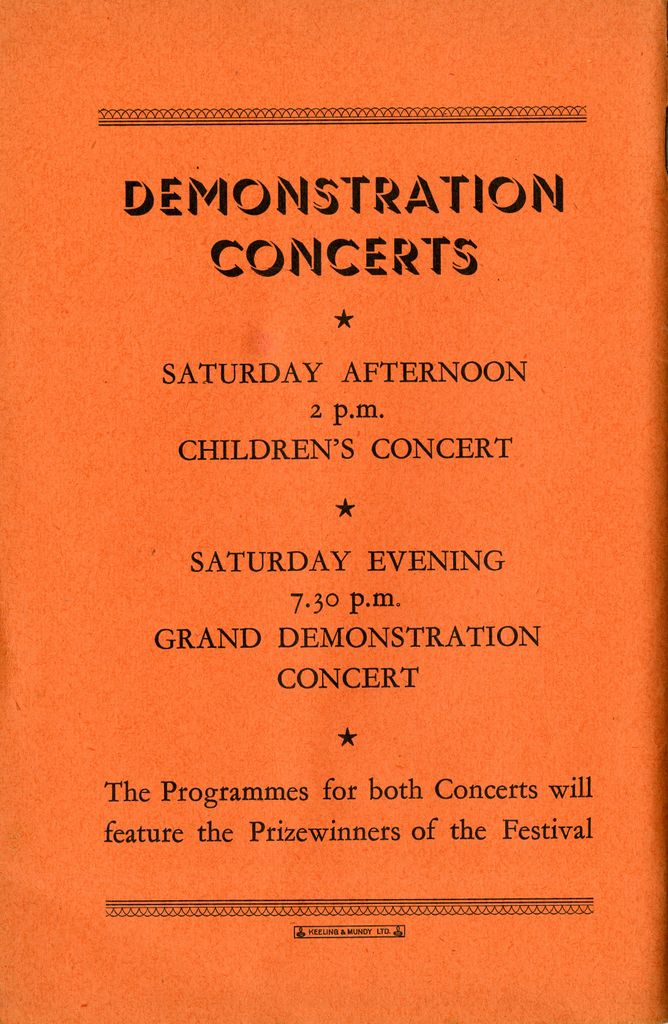 DEMONSTRATION
CONCERTS
★
SATURDAY AFTERNOON
2 p.m.
CHILDREN'S CONCERT
★
SATURDAY EVENING
7.30 p.m.
GRAND DEMONSTRATION
CONCERT
★
The Programmes for both Concerts will
feature the Prizewinners of the Festival
KEELING & MUNDY LTD.